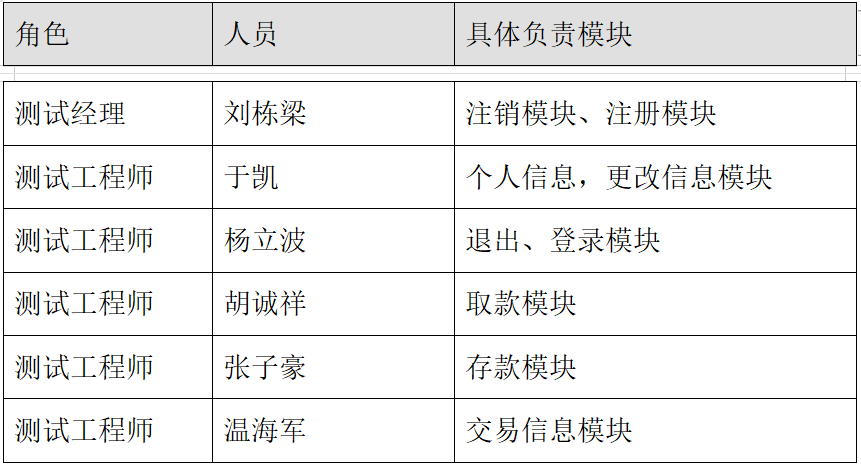 角色 人员 具体负责模块
测试经理 刘栋梁 注销模块、注册模块
测试工程师 于凯 个人信息，更改信息模块
测试工程师 杨立波 退出、登录模块
测试工程师 胡诚祥 取款模块
测试工程师 张子豪 存款模块
测试工程师 温海军 交易信息模块